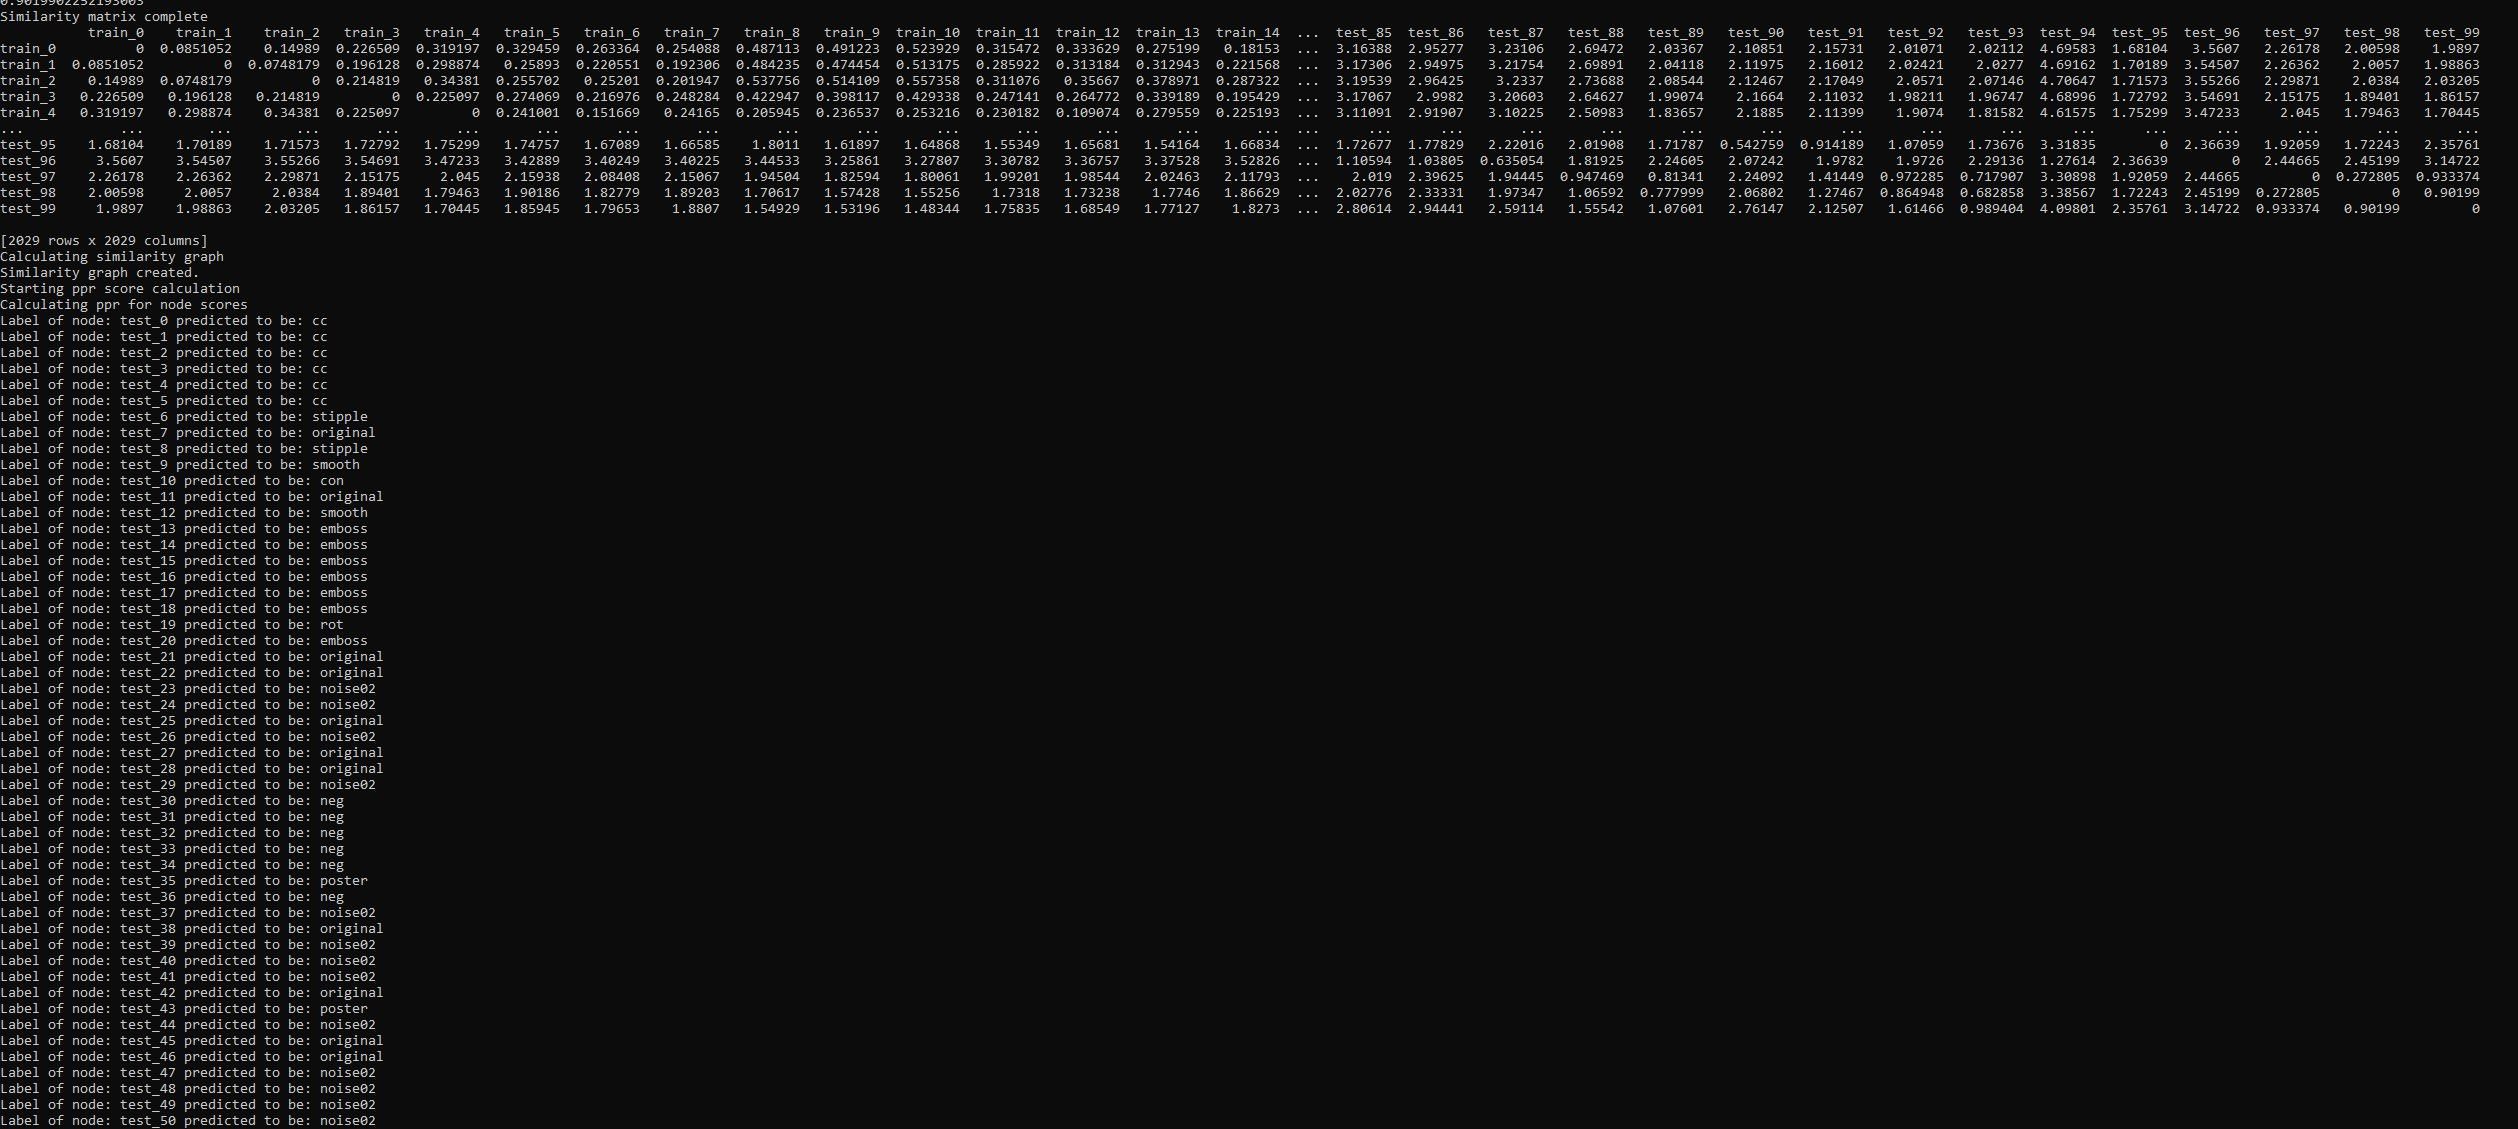 0.9019902252193003
Similarity matrix complete
train_0 train_1 train_2 train_3 train_4 train_5 train_6 train_7 train_8 train_9 train_10 train_11 train_12 train_13 train_14 ... test_85 test_86 test_87 test_88 test_89 test_90 test_91 test_92 test_93 test_94 test_95 test_96 test_97 test_98 test_99
train_0 0 0.0851052 0.14989 0.226509 0.319197 0.329459 0.263364 0.254088 0.487113 0.491223 0.523929 0.315472 0.333629 0.275199 0.18153 ... 3.16388 2.95277 3.23106 2.69472 2.03367 2.10851 2.15731 2.01071 2.02112 4.69583 1.68104 3.5607 2.26178 2.00598 1.9897
train_1 0.0851052 0 0.0748179 0.196128 0.298874 0.25893 0.220551 0.192306 0.484235 0.474454 0.513175 0.285922 0.313184 0.312943 0.221568 ... 3.17306 2.94975 3.21754 2.69891 2.04118 2.11975 2.16012 2.02421 2.0277 4.69162 1.70189 3.54507 2.26362 2.0057 1.98863
train_2 0.14989 0.0748179 0 0.214819 0.34381 0.255702 0.25201 0.201947 0.537756 0.514109 0.557358 0.311076 0.35667 0.378971 0.287322 ... 3.19539 2.96425 3.2337 2.73688 2.08544 2.12467 2.17049 2.0571 2.07146 4.70647 1.71573 3.55266 2.29871 2.0384 2.03205
train_3 0.226509 0.196128 0.214819 0 0.225097 0.274069 0.216976 0.248284 0.422947 0.398117 0.429338 0.247141 0.264772 0.339189 0.195429 ... 3.17067 2.9982 3.20603 2.64627 1.99074 2.1664 2.11032 1.98211 1.96747 4.68996 1.72792 3.54691 2.15175 1.89401 1.86157
train_4 0.319197 0.298874 0.34381 0.225097 0 0.241001 0.151669 0.24165 0.205945 0.236537 0.253216 0.230182 0.109074 0.279559 0.225193 ... 3.11091 2.91907 3.10225 2.50983 1.83657 2.1885 2.11399 1.9074 1.81582 4.61575 1.75299 3.47233 2.045 1.79463 1.70445
... ... ... ... ... ... ... ... ... ... ... ... ... ... ... ... ... ... ... ... ... ... ... ... ... ... ... ... ... ... ... ...
test_95 1.68104 1.70189 1.71573 1.72792 1.75299 1.74757 1.67089 1.66585 1.8011 1.61897 1.64868 1.55349 1.65681 1.54164 1.66834 ... 1.72677 1.77829 2.22016 2.01908 1.71787 0.542759 0.914189 1.07059 1.73676 3.31835 0 2.36639 1.92059 1.72243 2.35761
test_96 3.5607 3.54507 3.55266 3.54691 3.47233 3.42889 3.40249 3.40225 3.44533 3.25861 3.27807 3.30782 3.36757 3.37528 3.52826 ... 1.10594 1.03805 0.635054 1.81925 2.24605 2.07242 1.9782 1.9726 2.29136 1.27614 2.36639 0 2.44665 2.45199 3.14722
test_97 2.26178 2.26362 2.29871 2.15175 2.045 2.15938 2.08408 2.15067 1.94504 1.82594 1.80061 1.99201 1.98544 2.02463 2.11793 ... 2.019 2.39625 1.94445 0.947469 0.81341 2.24092 1.41449 0.972285 0.717907 3.30898 1.92059 2.44665 0 0.272805 0.933374
test_98 2.00598 2.0057 2.0384 1.89401 1.79463 1.90186 1.82779 1.89203 1.70617 1.57428 1.55256 1.7318 1.73238 1.7746 1.86629 ... 2.02776 2.33331 1.97347 1.06592 0.777999 2.06802 1.27467 0.864948 0.682858 3.38567 1.72243 2.45199 0.272805 0 0.90199
test_99 1.9897 1.98863 2.03205 1.86157 1.70445 1.85945 1.79653 1.8807 1.54929 1.53196 1.48344 1.75835 1.68549 1.77127 1.8273 ... 2.80614 2.94441 2.59114 1.55542 1.07601 2.76147 2.12507 1.61466 0.989404 4.09801 2.35761 3.14722 0.933374 0.90199 0
[2029 rows x 2029 columns]
Calculating similarity graph
Similarity graph created.
Starting ppr score calculation
Calculating ppr for node scores
Label of node: test_0 predicted to be: cc
Label of node: test_1 predicted to be: cc
Label of node: test_2 predicted to be: cc
Label of node: test_3 predicted to be: cc
Label of node: test_4 predicted to be: cc
Label of node: test_5 predicted to be: cc
Label of node: test_6 predicted to be: stipple
Label of node: test_7 predicted to be: original
Label of node: test_8 predicted to be: stipple
Label of node: test_9 predicted to be: smooth
Label of node: test_10 predicted to be: con
Label of node: test_11 predicted to be: original
Label of node: test_12 predicted to be: smooth
Label of node: test_13 predicted to be: emboss
Label of node: test_14 predicted to be: emboss
Label of node: test_15 predicted to be: emboss
Label of node: test_16 predicted to be: emboss
Label of node: test_17 predicted to be: emboss
Label of node: test_18 predicted to be: emboss
Label of node: test_19 predicted to be: rot
Label of node: test_20 predicted to be: emboss
Label of node: test_21 predicted to be: original
Label of node: test_22 predicted to be: original
Label of node: test_23 predicted to be: noise02
Label of node: test_24 predicted to be: noise02
Label of node: test_25 predicted to be: original
Label of node: test_26 predicted to be: noise02
Label of node: test_27 predicted to be: original
Label of node: test_28 predicted to be: original
Label of node: test_29 predicted to be: noise02
Label of node: test_30 predicted to be: neg
Label of node: test_31 predicted to be: neg
Label of node: test_32 predicted to be: neg
Label of node: test_33 predicted to be: neg
Label of node: test_34 predicted to be: neg
Label of node: test_35 predicted to be: poster
Label of node: test_36 predicted to be: neg
Label of node: test_37 predicted to be: noise02
Label of node: test_38 predicted to be: original
Label of node: test_39 predicted to be: noise02
Label of node: test_40 predicted to be: noise02
Label of node: test_41 predicted to be: noise02
Label of node: test_42 predicted to be: original
Label of node: test_43 predicted to be: poster
Label of node: test_44 predicted to be: noise02
Label of node: test_45 predicted to be: original
Label of node: test_46 predicted to be: original
Label of node: test_47 predicted to be: noise02
Label of node: test_48 predicted to be: noise02
Label of node: test_49 predicted to be: noise02
Label of node: test_50 predicted to be: noise02